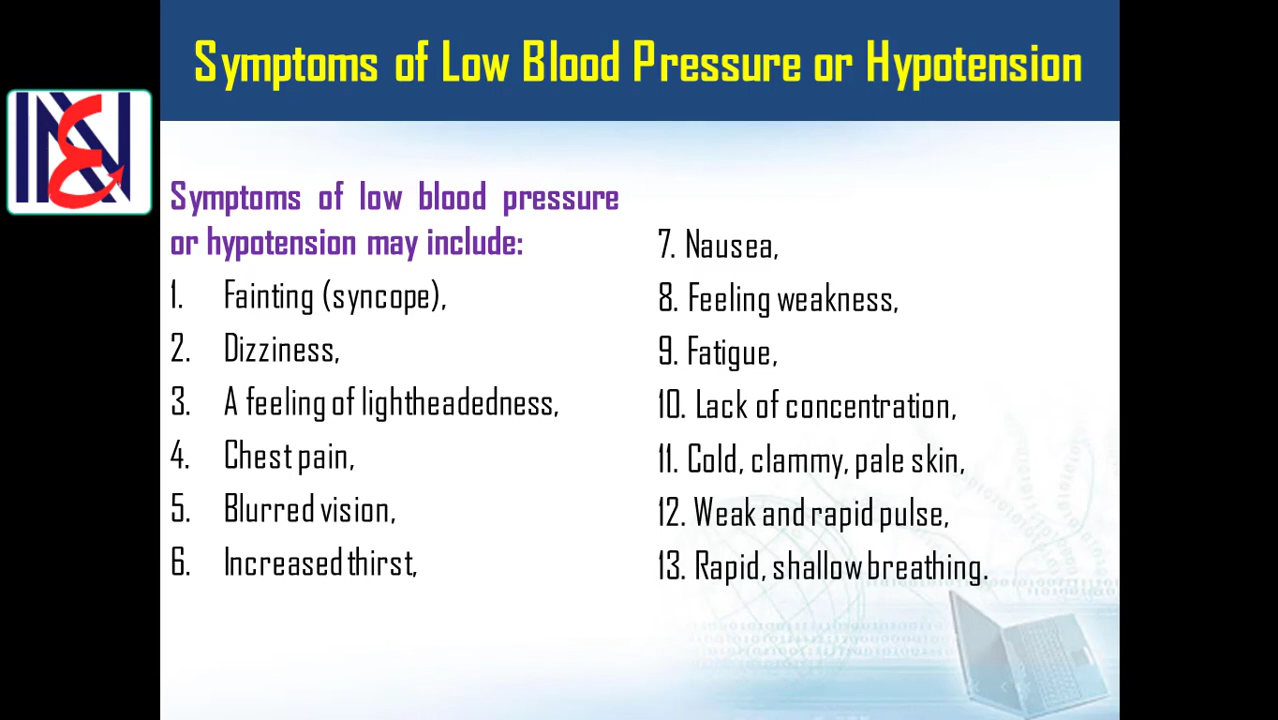 Symptoms of Low Blood Pressure or Hypotension
Symptoms of low blood pressure
or hypotension may include:
1. Fainting (syncope),
2. Dizziness,
3. A feeling of lightheadedness,
4. Chest pain,
5. Blurred vision,
6. Increased thirst,
7. Nausea,
8. Feeling weakness,
9. Fatigue,
10. Lack of concentration,
11. Cold, clammy, pale skin,
12. Weak and rapid pulse,
13. Rapid, shallow breathing.